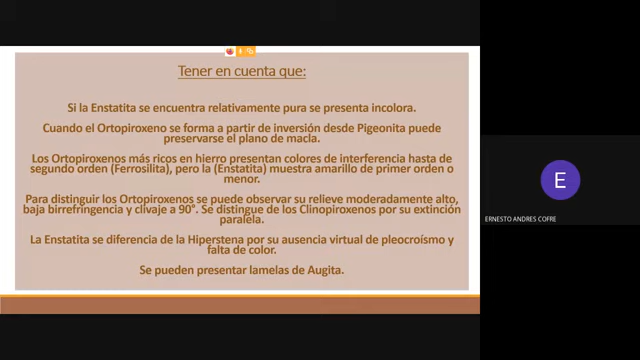 Tener en cuenta que:
Si la Enstatita se encuentra relativamente pura se presenta incolora.
Cuando el Ortopiroxeno se forma a partir de inversión desde Pigeonita puede
preservarse el plano de macla.
Los Ortopiroxenos más ricos en hierro presentan colores de interferencia hasta de
segundo orden (Ferrosilita), pero la (Enstatita) muestra amarillo de primer orden o
menor.
Para distinguir los Ortopiroxenos se puede observar su relieve moderadamente alto,
baja birrefringencia y clivaje a 90°. Se distingue de los Clinopiroxenos por su extinción
paralela.
La Enstatita se diferencia de la Hiperstena por su ausencia virtual de pleocroísmo y
falta de color.
Se pueden presentar lamelas de Augita.
E
ERNESTO ANDRES COFRE